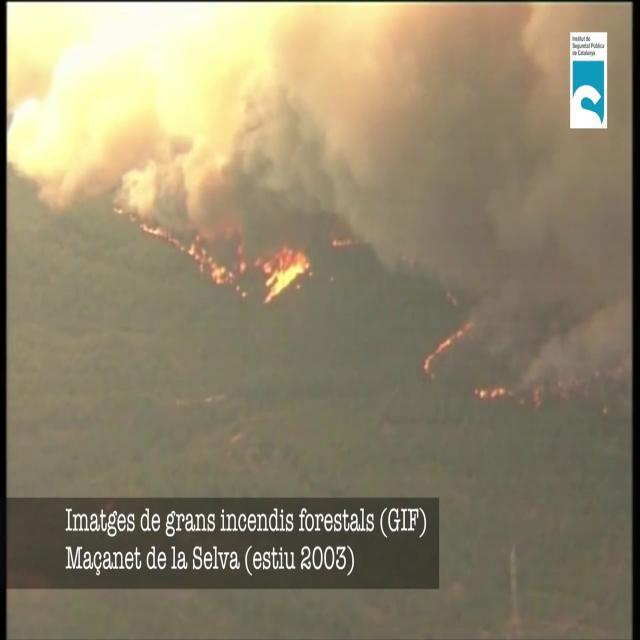 Institut de
Seguretat Pública
de Catalunya
Imatges de grans incendis forestals (GIF)
Maçanet de la Selva (estiu 2003)